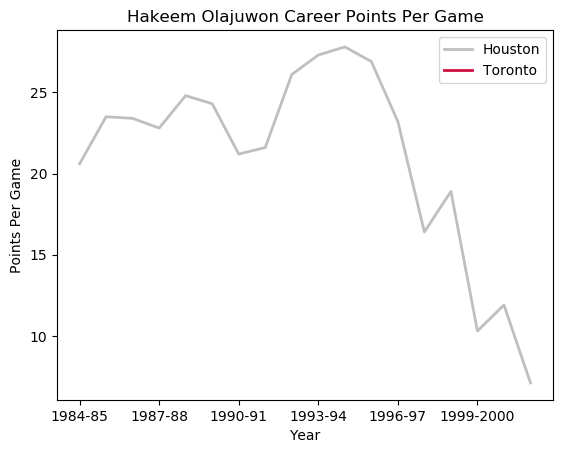 Hakeem Olajuwon Career Points Per Game
Houston
Toronto
25
20
15
10
Points Per Game
1984-85 1987-88 1990-91 1993-94 1996-97 1999-2000
Year